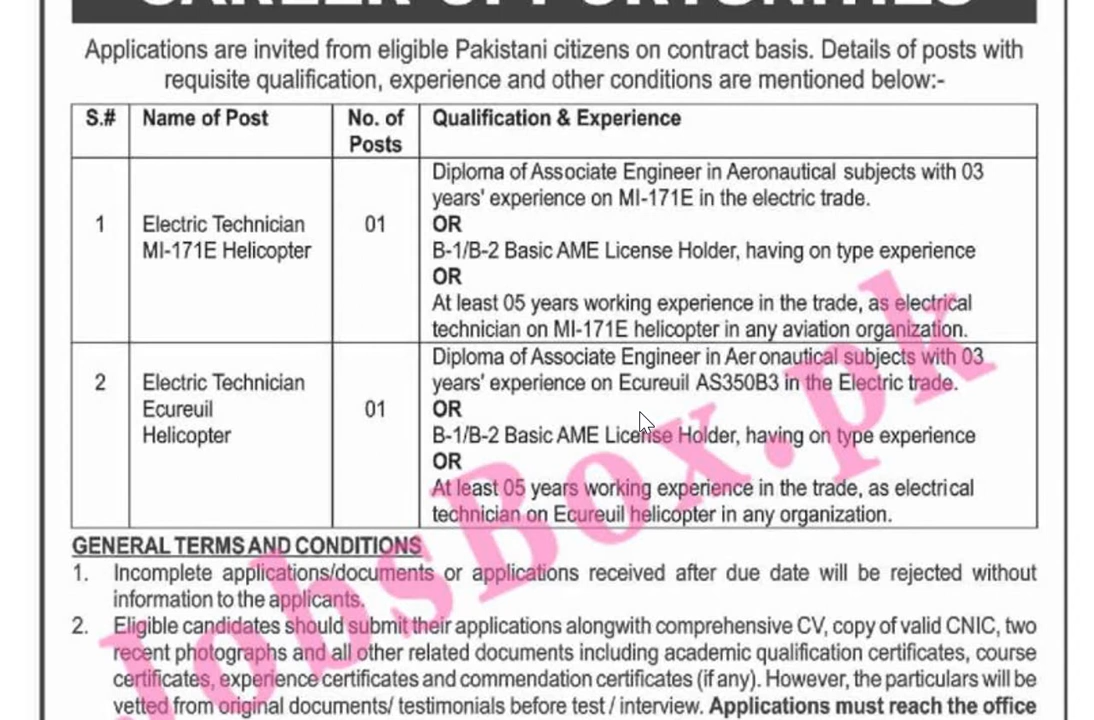 CAREER OPPORTUNITIES
Applications are invited from eligible Pakistani citizens on contract basis. Details of posts with
requisite qualification, experience and other conditions are mentioned below:-
S.# Name of Post No. of Posts Qualification & Experience
1 Electric Technician MI-171E Helicopter 01
Diploma of Associate Engineer in Aeronautical subjects with 03
years' experience on MI-171E in the electric trade.
OR
B-1/B-2 Basic AME License Holder, having on type experience
OR
At least 05 years working experience in the trade, as electrical
technician on MI-171E helicopter in any aviation organization.
2 Electric Technician Ecureuil Helicopter 01
Diploma of Associate Engineer in Aeronautical subjects with 03
years' experience on Ecureuil AS350B3 in the Electric trade.
OR
B-1/B-2 Basic AME License Holder, having on type experience
OR
At least 05 years working experience in the trade, as electrical
technician on Ecureuil helicopter in any organization.
GENERAL TERMS AND CONDITIONS
1. Incomplete applications/documents or applications received after due date will be rejected without
information to the applicants.
2. Eligible candidates should submit their applications alongwith comprehensive CV, copy of valid CNIC, two
recent photographs and all other related documents including academic qualification certificates, course
certificates, experience certificates and commendation certificates (if any). However, the particulars will be
vetted from original documents/ testimonials before test / interview. Applications must reach the office
JobsBox.pk